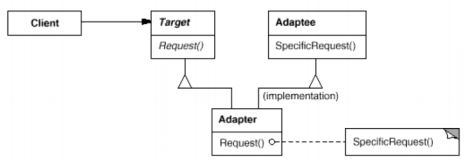 Client
Target
Request()
Adaptee
SpecificRequest()
(implementation)
Adapter
Request()
SpecificRequest()